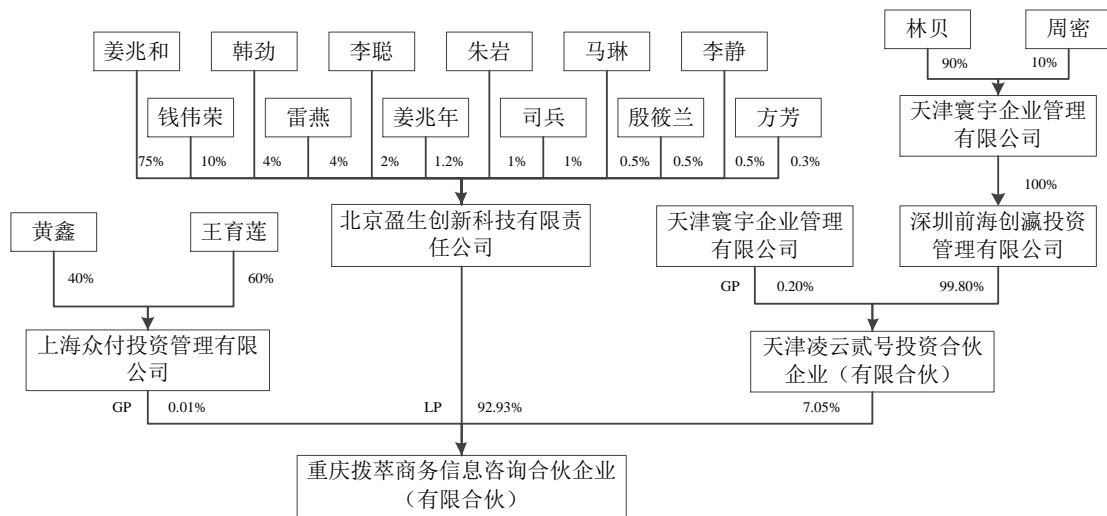 林贝
周密
姜兆和
韩劲
李聪
朱岩
马琳
李静
90%
10%
钱伟荣
雷燕
姜兆年
司兵
殷筱兰
方芳
天津寰宇企业管理
有限公司
75%
10%
4%
4%
2%
1.2%
1%
1%
0.5%
0.5%
0.5%
0.3%
100%
黄鑫
王育莲
北京盈生创新科技有限责
任公司
天津寰宇企业管理
有限公司
深圳前海创瀛投资
管理有限公司
40%
60%
GP
0.20%
99.80%
上海众付投资管理有限
公司
天津凌云贰号投资合伙
企业（有限合伙）
GP
0.01%
LP
92.93%
7.05%
重庆拨萃商务信息咨询合伙企业
（有限合伙）